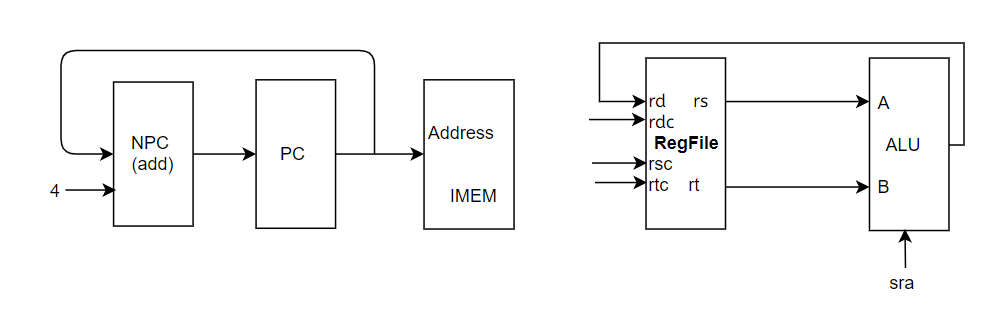 NPC
(add)
4
PC
Address
IMEM
rd rs
rdc
RegFile
rsc
rtc rt
A
ALU
B
sra